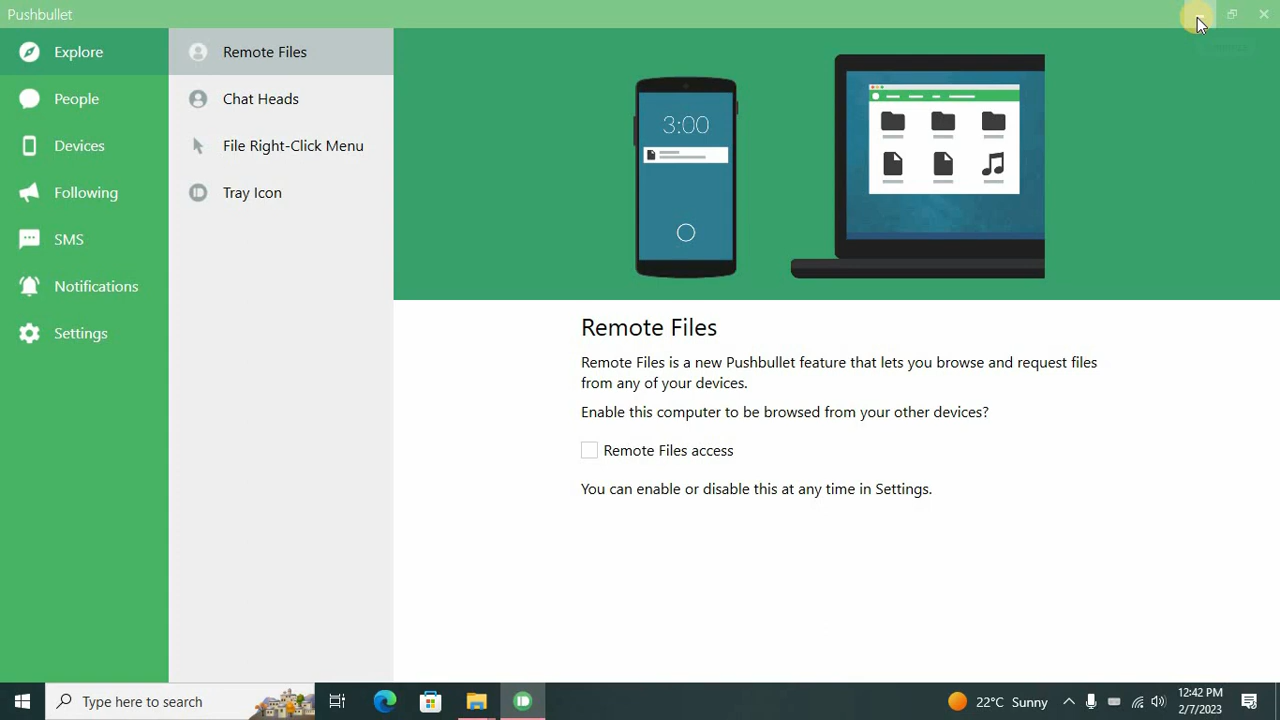 Pushbullet
Explore
People
Devices
Following
SMS
Notifications
Settings
Remote Files
Chat Heads
File Right-Click Menu
Tray Icon
3:00
Remote Files
Remote Files is a new Pushbullet feature that lets you browse and request files
from any of your devices.
Enable this computer to be browsed from your other devices?
Remote Files access
You can enable or disable this at any time in Settings.
Type here to search
22°C Sunny
12:42 PM
2/7/2023